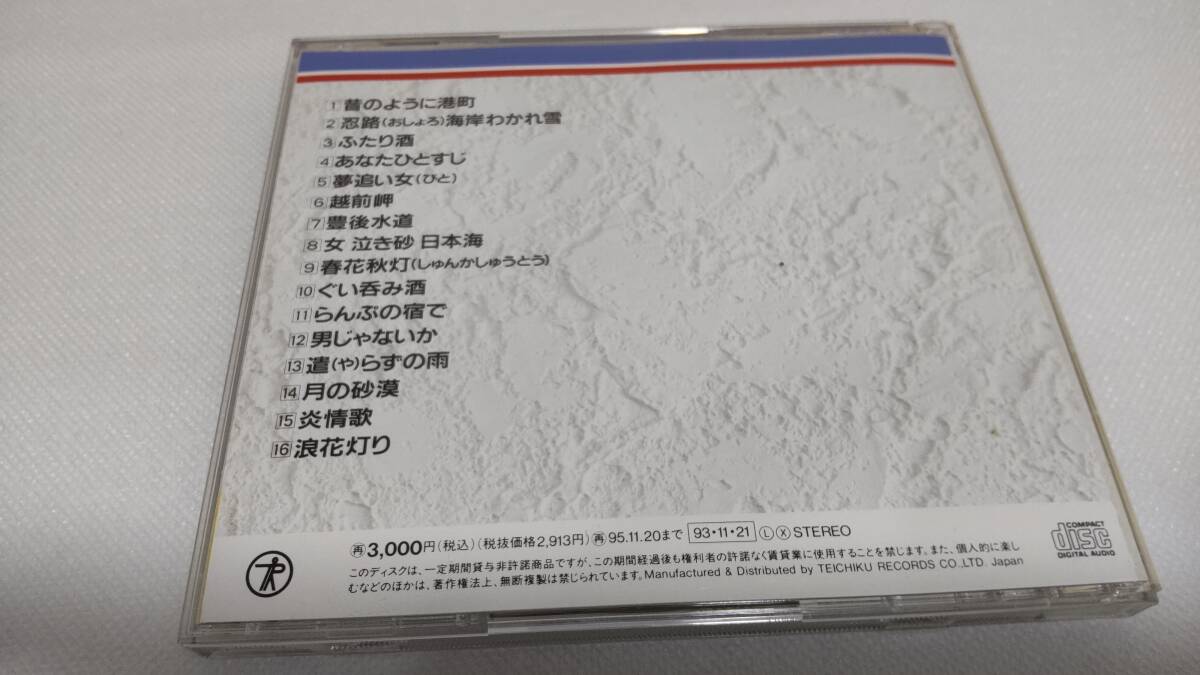 1 昔のように港町
2 忍路(おしょろ)海岸わかれ雪
3 ふたり酒
4 あなたひとすじ
5 夢追い女(びと)
6 越前岬
7 豊後水道
8 女 泣き砂 日本海
9 春花秋灯(しゅんかしゅうとう)
10 ぐい呑み酒
11 らんぷの宿で
12 男じゃないか
13 遣(や)らずの雨
14 月の砂漠
15 炎情歌
16 浪花灯り
再3,000円(税込)(税抜価格2,913円)再95.11.20まで 93・11・21 Ⓛ Ⓧ STEREO
このディスクは、一定期間貸与非許諾商品ですが、この期間経過後も権利者の許諾なく賃貸業に使用することを禁じます。また、個人的に楽し
むなどのほかは、著作権法上、無断複製は禁じられています。Manufactured & Distributed by TEICHIKU RECORDS CO.,LTD. Japan
COMPACT
disc
DIGITAL AUDIO